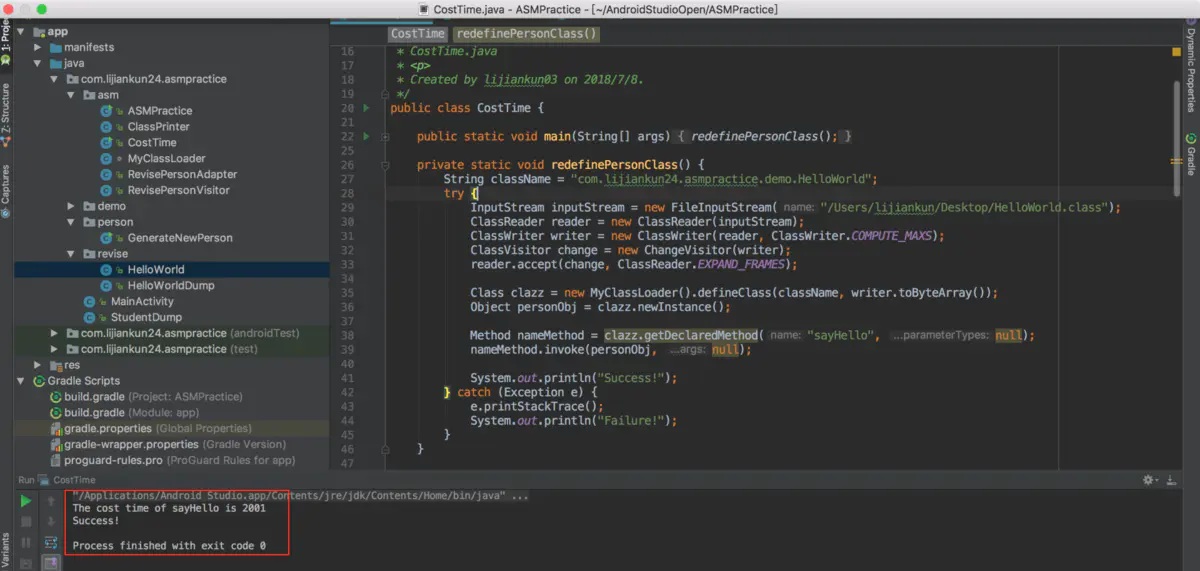 CostTime.java - ASMPractice - [~/AndroidStudioOpen/ASMPractice]
1: Proje
Z: Structure
Captures
Variants
app
manifests
java
com.lijiankun24.asmpractice
asm
ASMPractice
ClassPrinter
CostTime
MyClassLoader
RevisePersonAdapter
RevisePersonVisitor
demo
person
GenerateNewPerson
revise
HelloWorld
HelloWorldDump
MainActivity
StudentDump
com.lijiankun24.asmpractice (androidTest)
com.lijiankun24.asmpractice (test)
res
Gradle Scripts
build.gradle (Project: ASMPractice)
build.gradle (Module: app)
gradle.properties (Global Properties)
gradle-wrapper.properties (Gradle Version)
proguard-rules.pro (ProGuard Rules for app)
CostTime redefinePersonClass()
16 * CostTime.java
17 * <p>
18 * Created by lijiankun03 on 2018/7/8.
19 */
20 public class CostTime {
21
22 public static void main(String[] args) { redefinePersonClass(); }
25
26 private static void redefinePersonClass() {
27 String className = "com.lijiankun24.asmpractice.demo.HelloWorld";
28 try {
29 InputStream inputStream = new FileInputStream( name: "/Users/lijiankun/Desktop/HelloWorld.class");
30 ClassReader reader = new ClassReader(inputStream);
31 ClassWriter writer = new ClassWriter(reader, ClassWriter.COMPUTE_MAXS);
32 ClassVisitor change = new ChangeVisitor(writer);
33 reader.accept(change, ClassReader.EXPAND_FRAMES);
34
35 Class clazz = new MyClassLoader().defineClass(className, writer.toByteArray());
36 Object personObj = clazz.newInstance();
37
38 Method nameMethod = clazz.getDeclaredMethod( name: "sayHello", ...parameterTypes: null);
39 nameMethod.invoke(personObj, ...args: null);
40
41 System.out.println("Success!");
42 } catch (Exception e) {
43 e.printStackTrace();
44 System.out.println("Failure!");
45 }
46 }
47
Dynamic Properties
Gradle
Run CostTime
"/Applications/Android Studio.app/Contents/jre/jdk/Contents/Home/bin/java" ...
The cost time of sayHello is 2001
Success!
Process finished with exit code 0